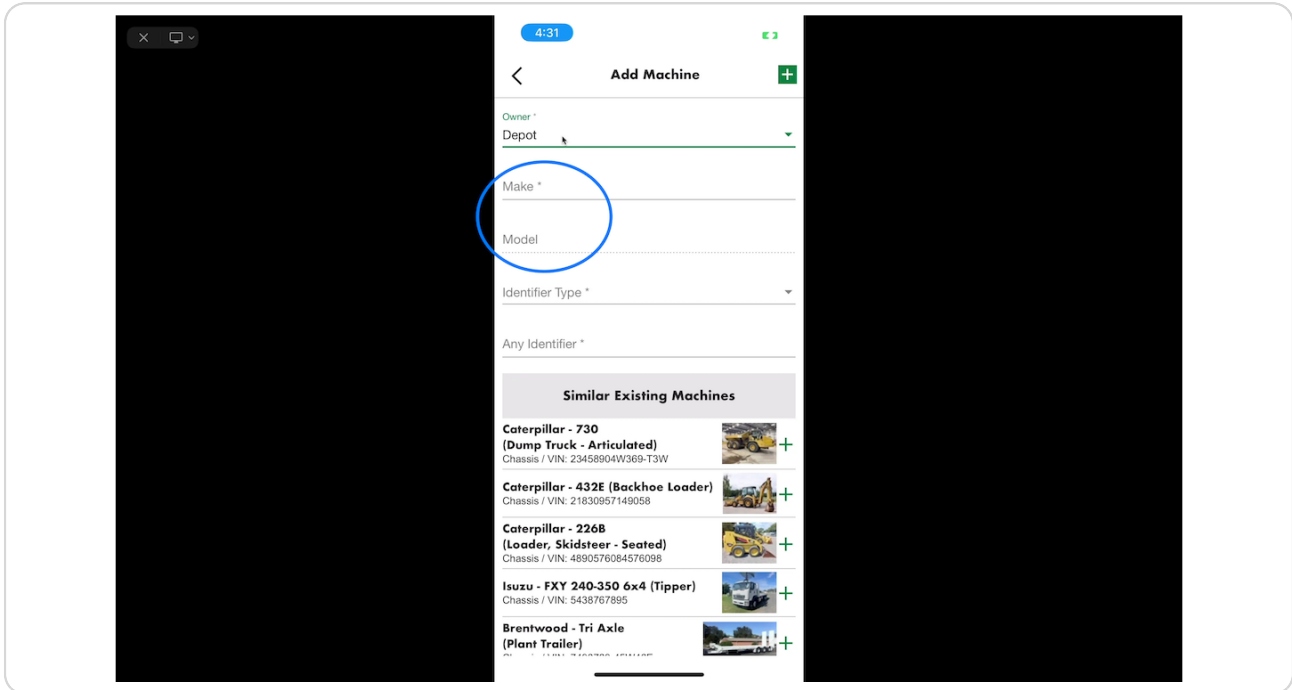 4:31
Add Machine
Owner *
Depot
Make *
Model
Identifier Type *
Any Identifier *
Similar Existing Machines
Caterpillar - 730
(Dump Truck - Articulated)
Chassis / VIN: 23458904W369-T3W
Caterpillar - 432E (Backhoe Loader)
Chassis / VIN: 21830957149058
Caterpillar - 226B
(Loader, Skidsteer - Seated)
Chassis / VIN: 4890576084576098
Isuzu - FXY 240-350 6x4 (Tipper)
Chassis / VIN: 5438767895
Brentwood - Tri Axle
(Plant Trailer)